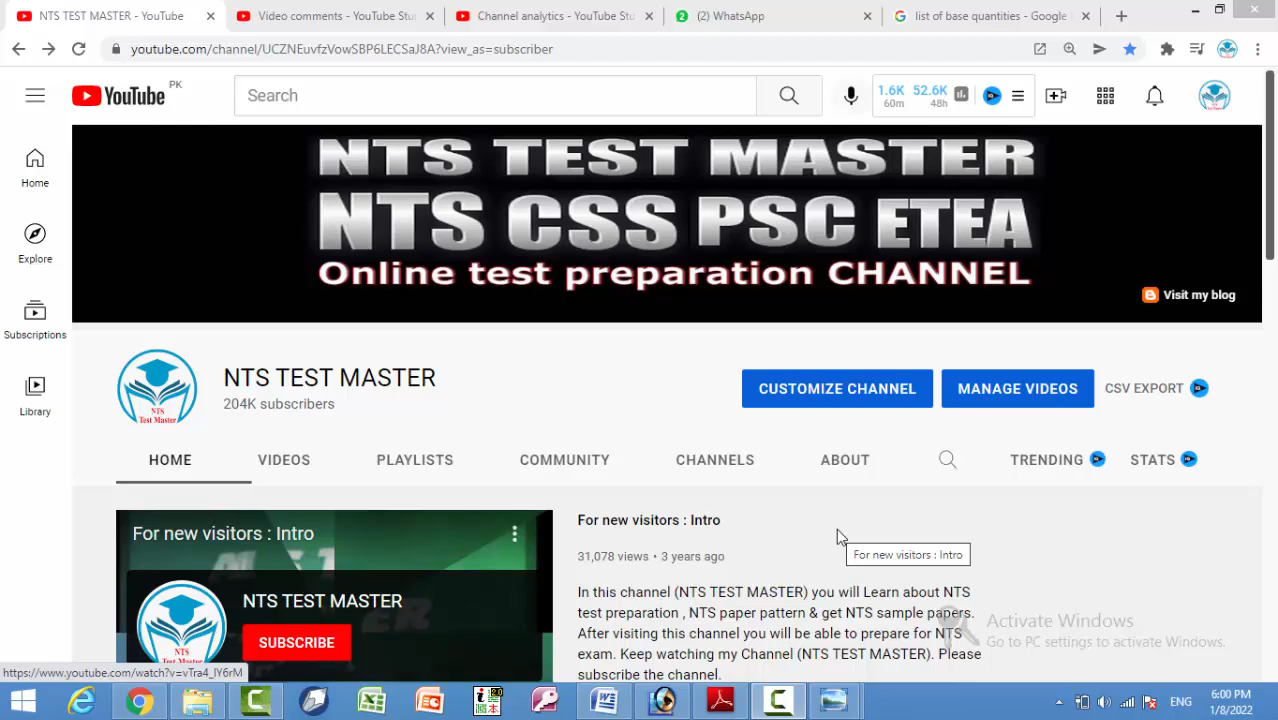 NTS TEST MASTER - YouTube
Video comments - YouTube Stu
Channel analytics - YouTube Stu
(2) WhatsApp
list of base quantities - Google
youtube.com/channel/UCZNEuvfzVowSBP6LECSaJ8A?view_as=subscriber
YouTube PK
Search
1.6K 52.6K
60m 48h
NTS TEST MASTER
NTS CSS PSC ETEA
Online test preparation CHANNEL
Visit my blog
Home
Explore
Subscriptions
Library
NTS
Test Master
NTS TEST MASTER
204K subscribers
CUSTOMIZE CHANNEL
MANAGE VIDEOS
CSV EXPORT
HOME
VIDEOS
PLAYLISTS
COMMUNITY
CHANNELS
ABOUT
TRENDING
STATS
For new visitors : Intro
NTS TEST MASTER
SUBSCRIBE
NTS
Test Master
For new visitors : Intro
31,078 views • 3 years ago
For new visitors : Intro
In this channel (NTS TEST MASTER) you will Learn about NTS
test preparation , NTS paper pattern & get NTS sample papers.
After visiting this channel you will be able to prepare for NTS
exam. Keep watching my Channel (NTS TEST MASTER). Please
subscribe the channel.
Activate Windows
Go to PC settings to activate Windows.
https://www.youtube.com/watch?v=vTra4_lY6rM
ENG
6:00 PM
1/8/2022